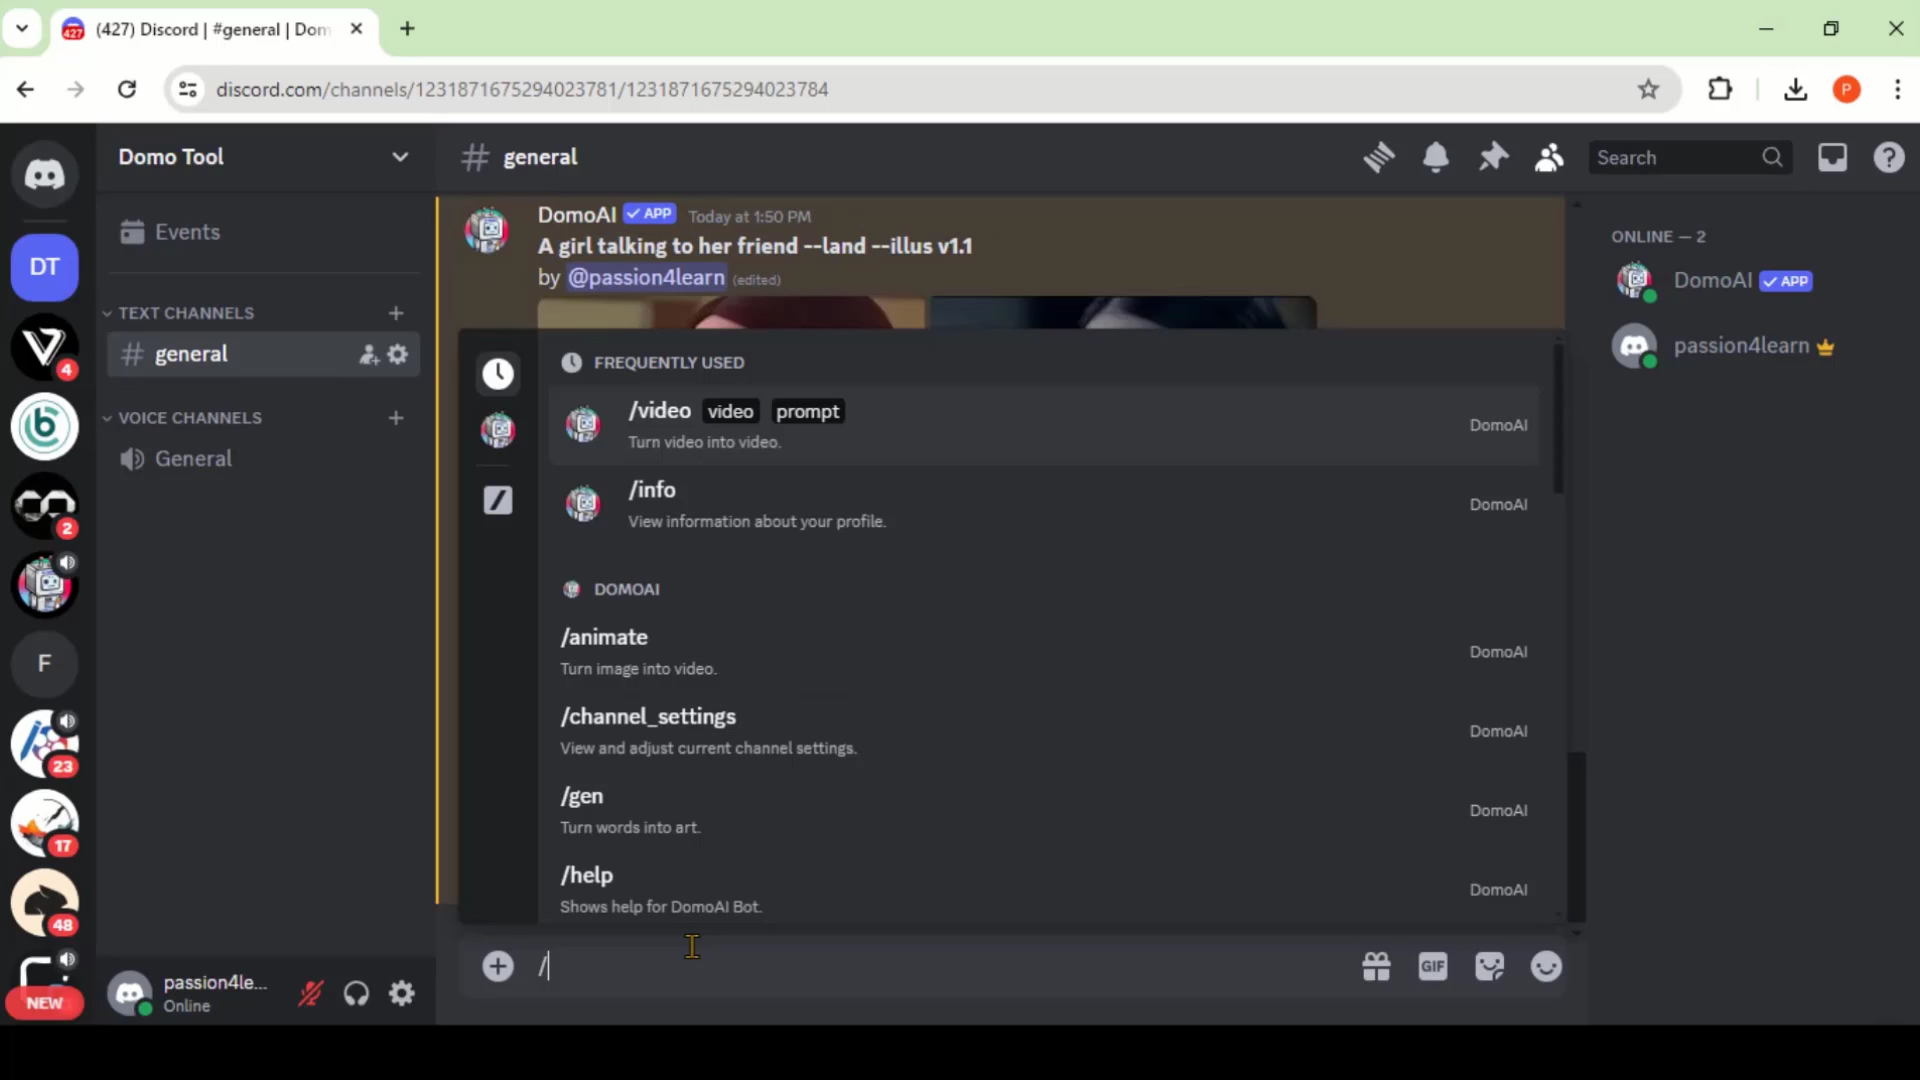 427
(427) Discord | #general | Dom
discord.com/channels/1231871675294023781/1231871675294023784
P
Domo Tool
general
Search
Events
DT
TEXT CHANNELS
general
4
VOICE CHANNELS
General
2
F
23
17
48
NEW
passion4le...
Online
DomoAI APP Today at 1:50 PM
A girl talking to her friend --land --illus v1.1
by @passion4learn (edited)
FREQUENTLY USED
/video video prompt
Turn video into video.
DomoAI
/info
View information about your profile.
DomoAI
DOMOAI
/animate
Turn image into video.
DomoAI
/channel_settings
View and adjust current channel settings.
DomoAI
/gen
Turn words into art.
DomoAI
/help
Shows help for DomoAI Bot.
DomoAI
/
GIF
ONLINE — 2
DomoAI APP
passion4learn